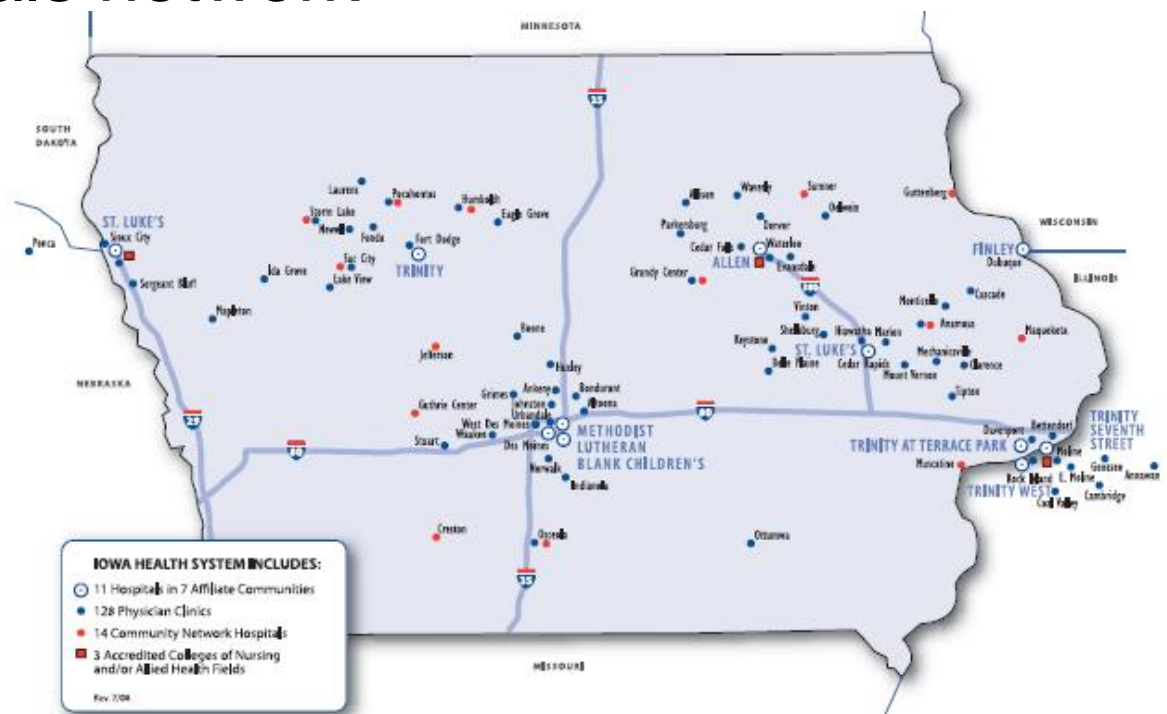 MINNESOTA
SOUTH
DAKOTA
35
Laurens
Pocahontas
Humboldt
Storm Lake
Newell
Fonda
Eagle Grove
Fort Dodge
TRINITY
Sac City
Lake View
Ida Grove
ST. LUKE'S
Sioux City
Ponca
Sergeant Bluff
Mapleton
Allison
Waverly
Sumner
Oelwein
Denver
Parkersburg
Cedar Falls
Waterloo
ALLEN
Evansdale
Grundy Center
Guttenberg
WISCONSIN
FINLEY
Dubuque
ILLINOIS
380
Vinton
Shellsburg
Hiawatha
Marion
Monticello
Cascade
Anamosa
Maquoketa
Keystone
Belle Plaine
ST. LUKE'S
Cedar Rapids
Mechanicsville
Mount Vernon
Clarence
Tipton
Boone
Jefferson
Huxley
NEBRASKA
Guthrie Center
Grimes
Ankeny
Bondurant
Johnston
Altoona
Urbandale
West Des Moines
Waukee
Stuart
Des Moines
METHODIST
LUTHERAN
BLANK CHILDREN'S
Norwalk
Indianola
80
80
Davenport
Bettendorf
TRINITY
SEVENTH
STREET
TRINITY AT TERRACE PARK
Muscatine
Moline
Rock Island
E. Moline
Geneseo
Annawan
TRINITY WEST
Coal Valley
Cambridge
Creston
Osceola
Ottumwa
35
MISSOURI
IOWA HEALTH SYSTEM INCLUDES:
11 Hospitals in 7 Affiliate Communities
128 Physician Clinics
14 Community Network Hospitals
3 Accredited Colleges of Nursing
and/or Allied Health Fields
Rev. 7/08